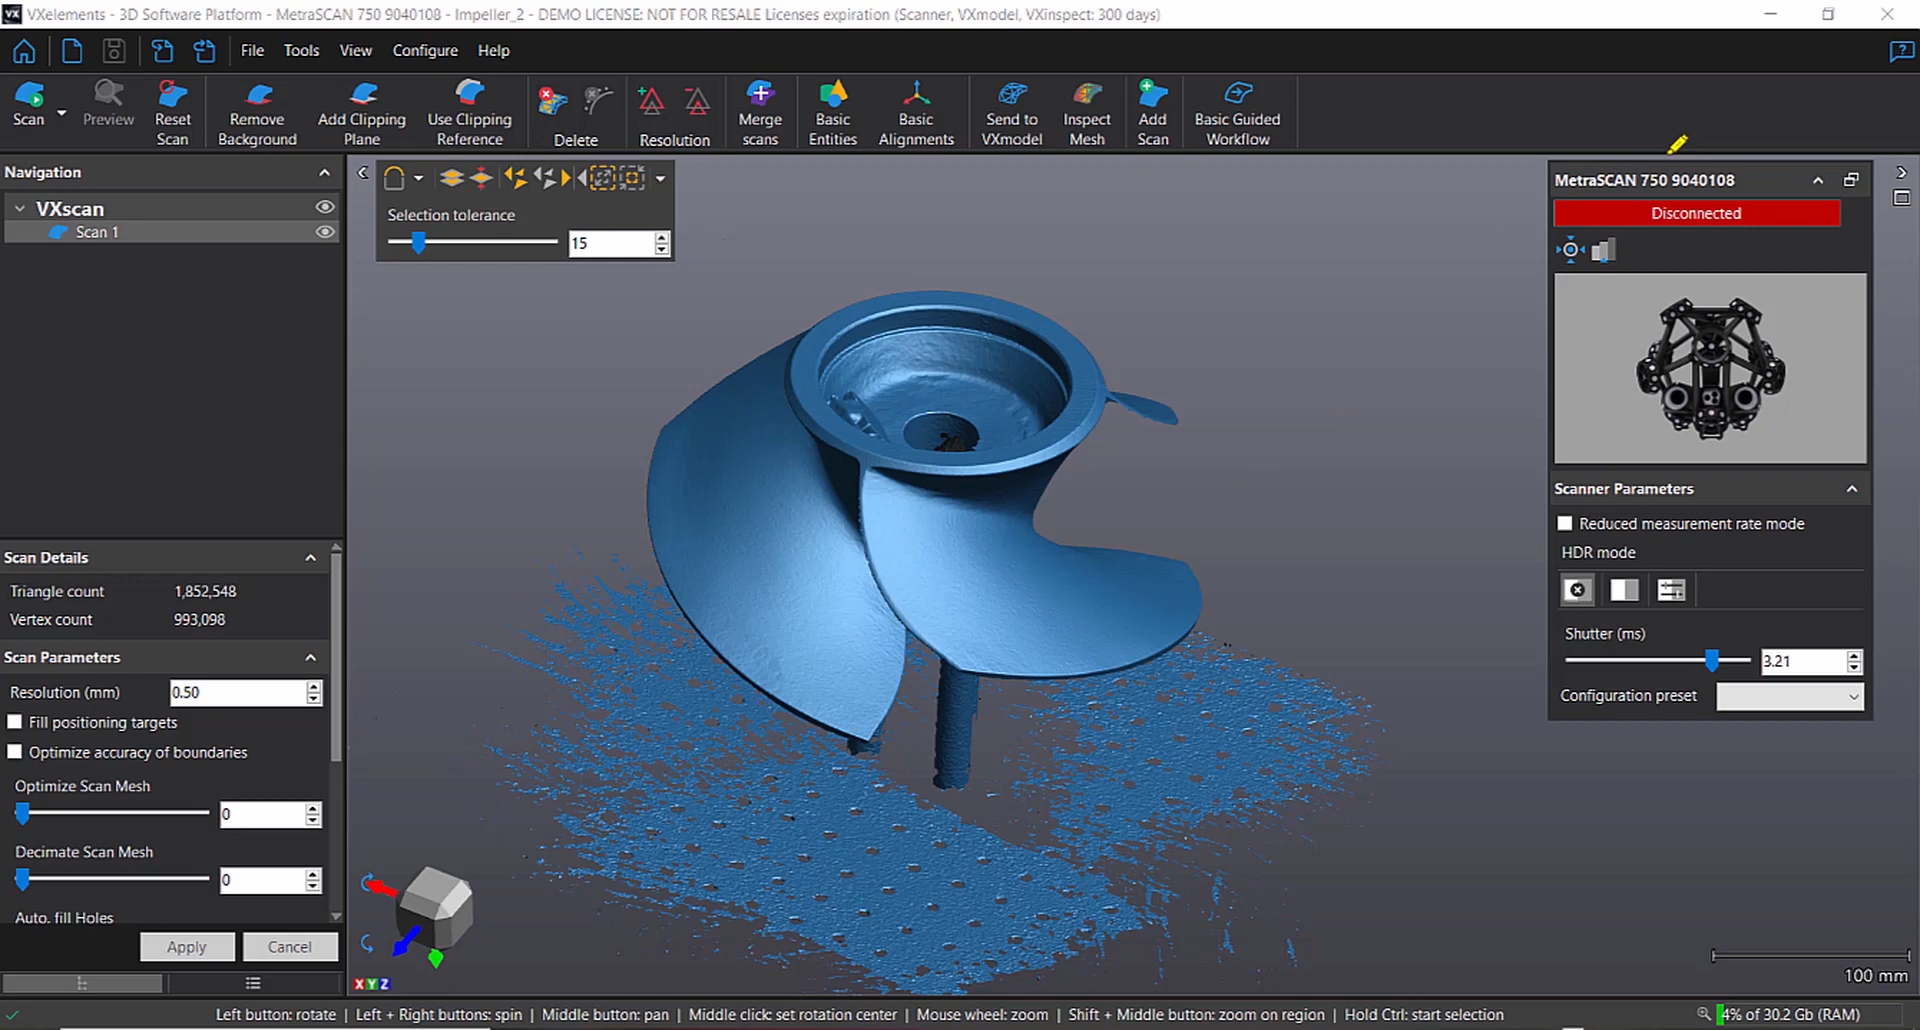 VX VXelements - 3D Software Platform - MetraSCAN 750 9040108 - Impeller_2 - DEMO LICENSE: NOT FOR RESALE Licenses expiration (Scanner, VXmodel, VXinspect: 300 days)
File Tools View Configure Help
Scan
Preview
Reset
Scan
Remove
Background
Add Clipping
Plane
Use Clipping
Reference
Delete
Resolution
Merge
scans
Basic
Entities
Basic
Alignments
Send to
VXmodel
Inspect
Mesh
Add
Scan
Basic Guided
Workflow
Navigation
VXscan
Scan 1
Selection tolerance
15
MetraSCAN 750 9040108
Disconnected
Scanner Parameters
Reduced measurement rate mode
HDR mode
Shutter (ms)
3.21
Configuration preset
Scan Details
Triangle count 1,852,548
Vertex count 993,098
Scan Parameters
Resolution (mm) 0.50
Fill positioning targets
Optimize accuracy of boundaries
Optimize Scan Mesh
0
Decimate Scan Mesh
0
Auto. fill Holes
Apply Cancel
X Y Z
100 mm
Left button: rotate | Left + Right buttons: spin | Middle button: pan | Middle click: set rotation center | Mouse wheel: zoom | Shift + Middle button: zoom on region | Hold Ctrl: start selection
4% of 30.2 Gb (RAM)